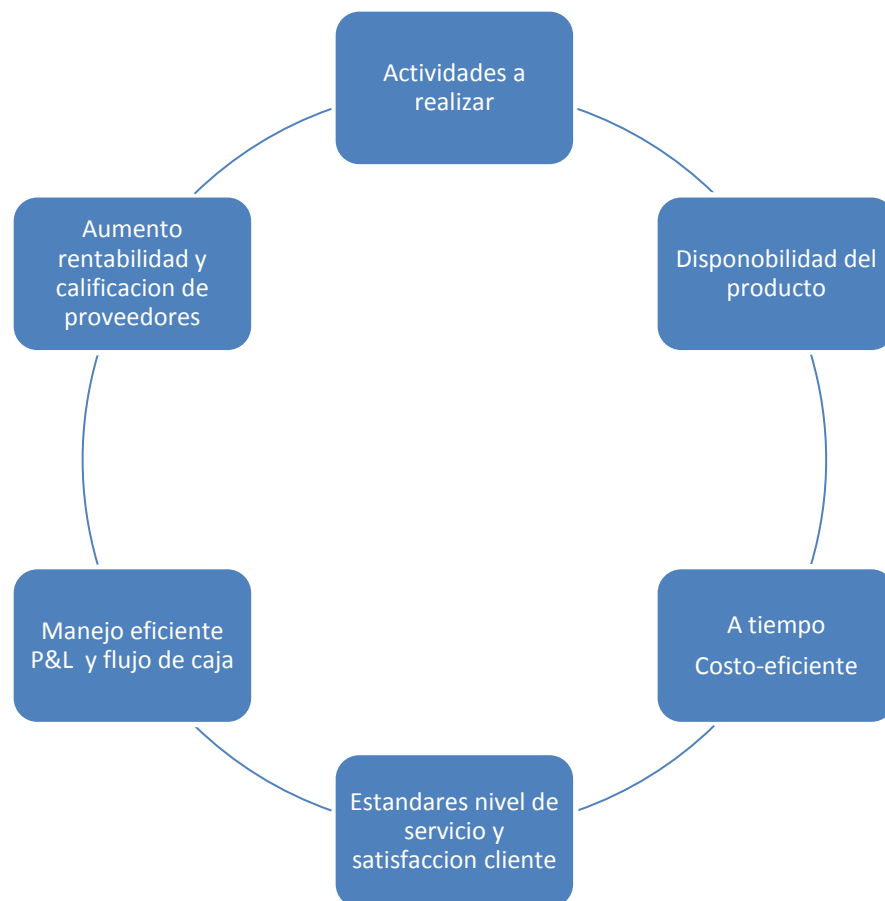 Actividades a
realizar
Disponobilidad del
producto
A tiempo
Costo-eficiente
Estandares nivel de
servicio y
satisfaccion cliente
Manejo eficiente
P&L y flujo de caja
Aumento
rentabilidad y
calificacion de
proveedores